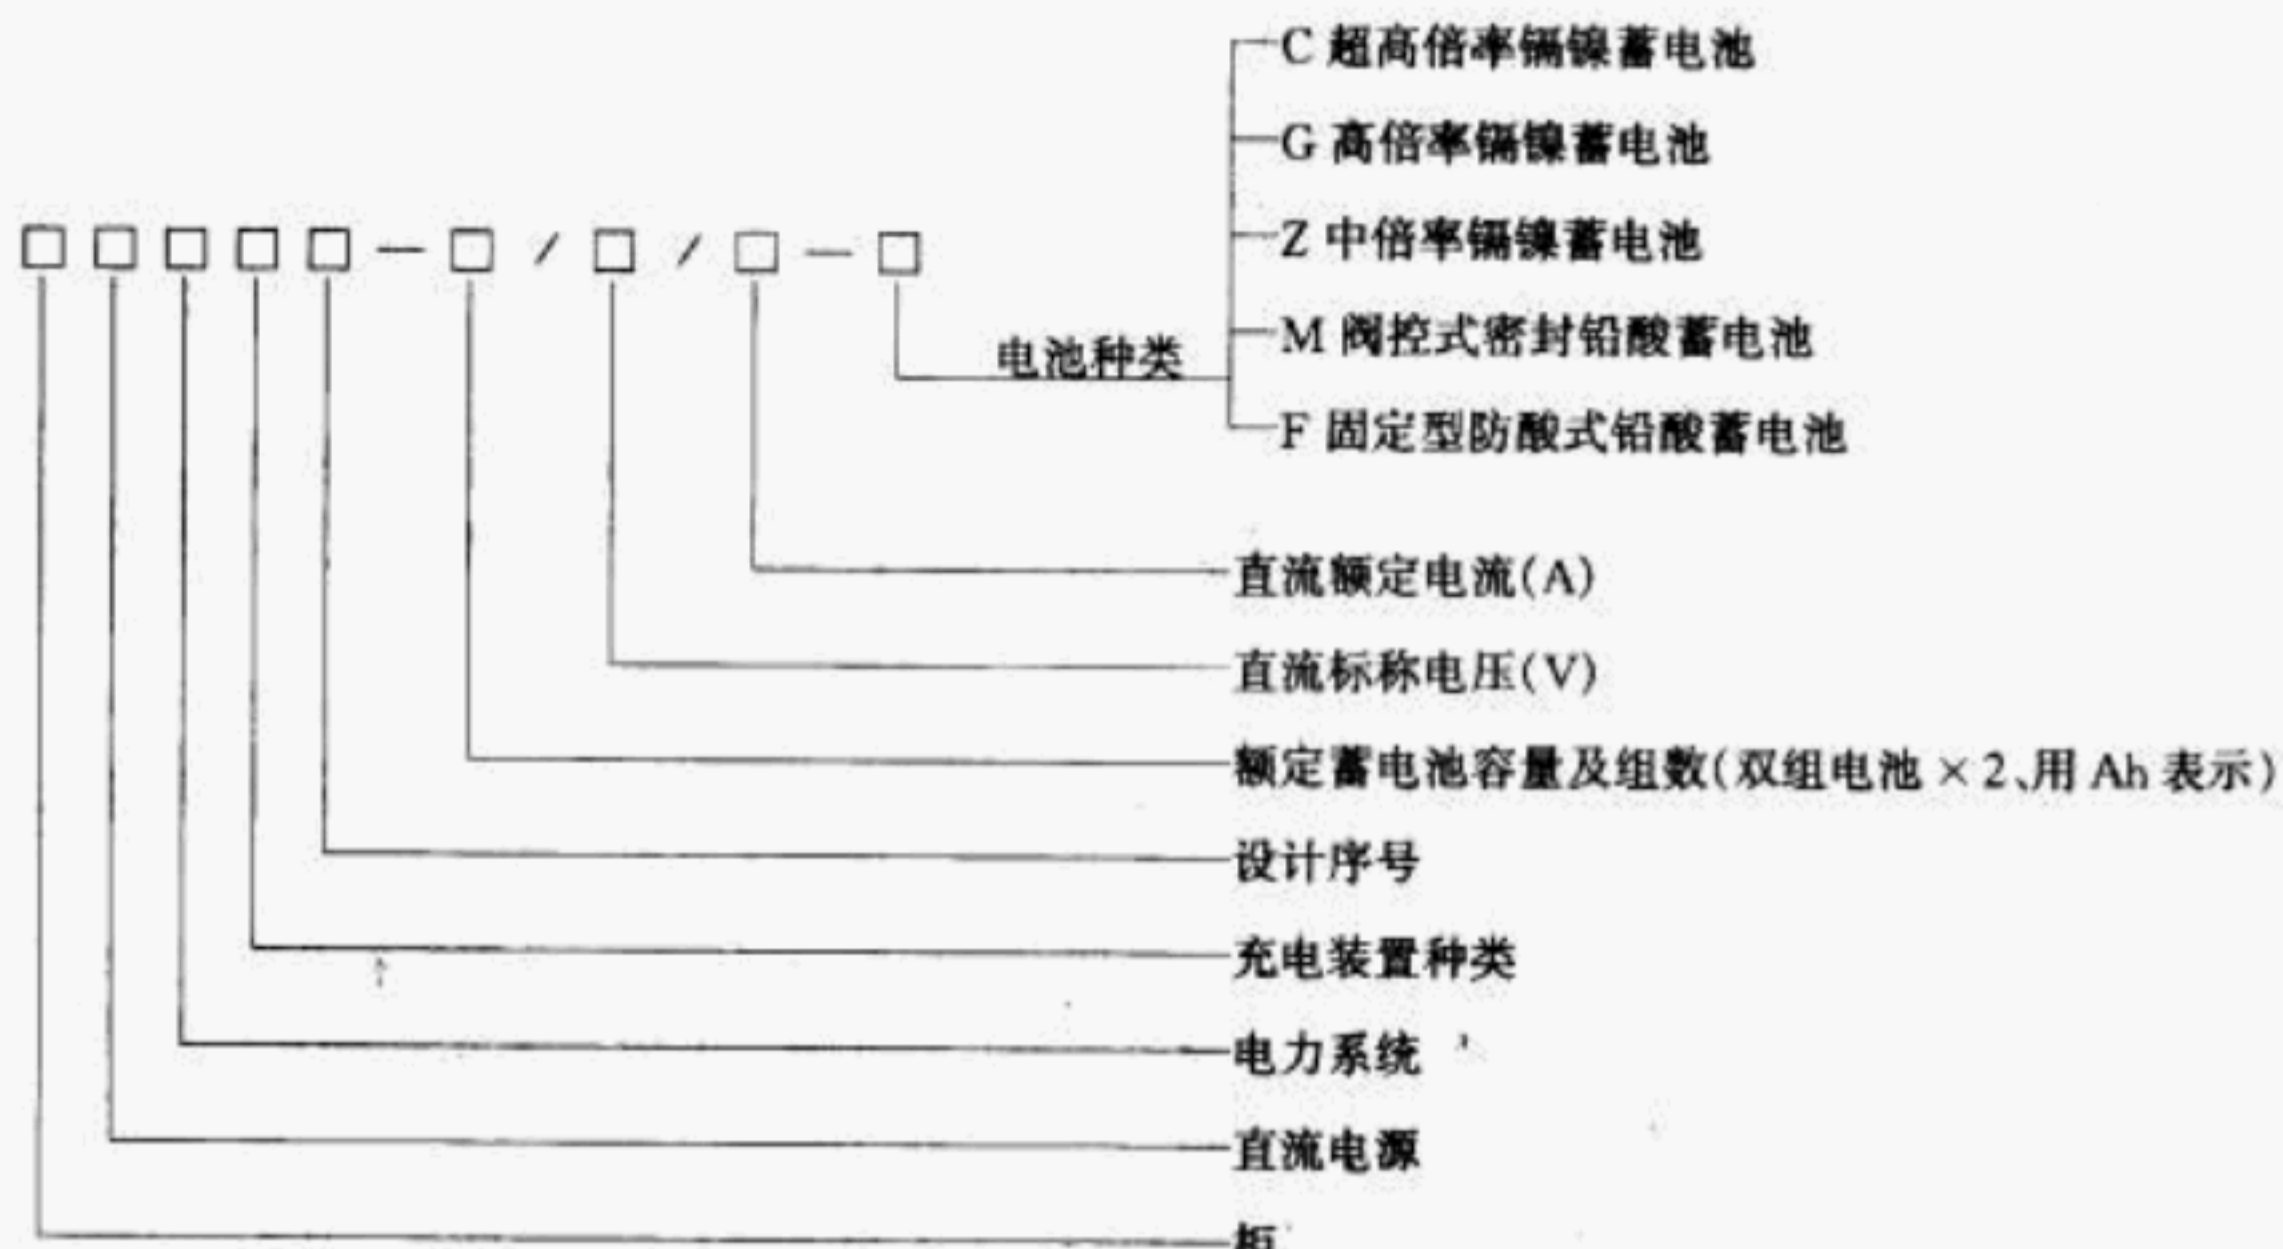 C 超高倍率镉镍蓄电池
G 高倍率镉镍蓄电池
□ □ □ □ □ — □ / □ / □ — □
Z 中倍率镉镍蓄电池
M 阀控式密封铅酸蓄电池
电池种类
F 固定型防酸式铅酸蓄电池
直流额定电流(A)
直流标称电压(V)
额定蓄电池容量及组数(双组电池×2、用 Ah 表示)
设计序号
充电装置种类
电力系统
直流电源
柜